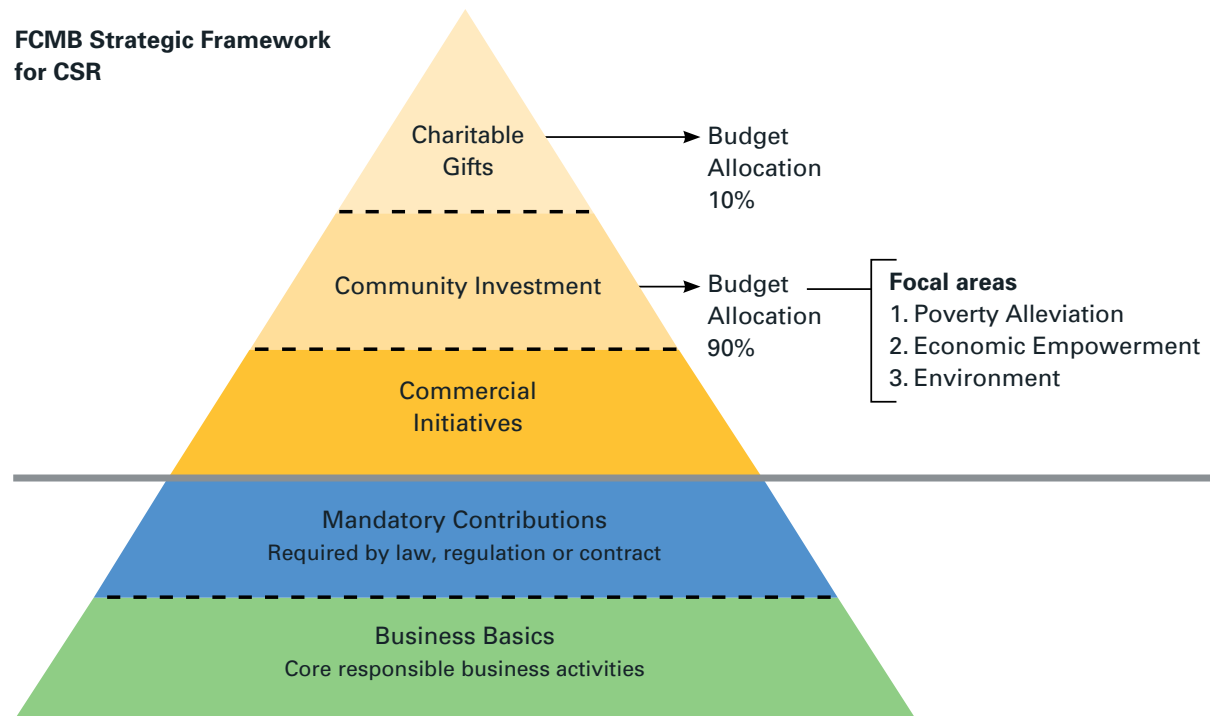 FCMB Strategic Framework
for CSR
Charitable
Gifts
Budget
Allocation
10%
Community Investment
Budget
Allocation
90%
Focal areas
1. Poverty Alleviation
2. Economic Empowerment
3. Environment
Commercial
Initiatives
Mandatory Contributions
Required by law, regulation or contract
Business Basics
Core responsible business activities